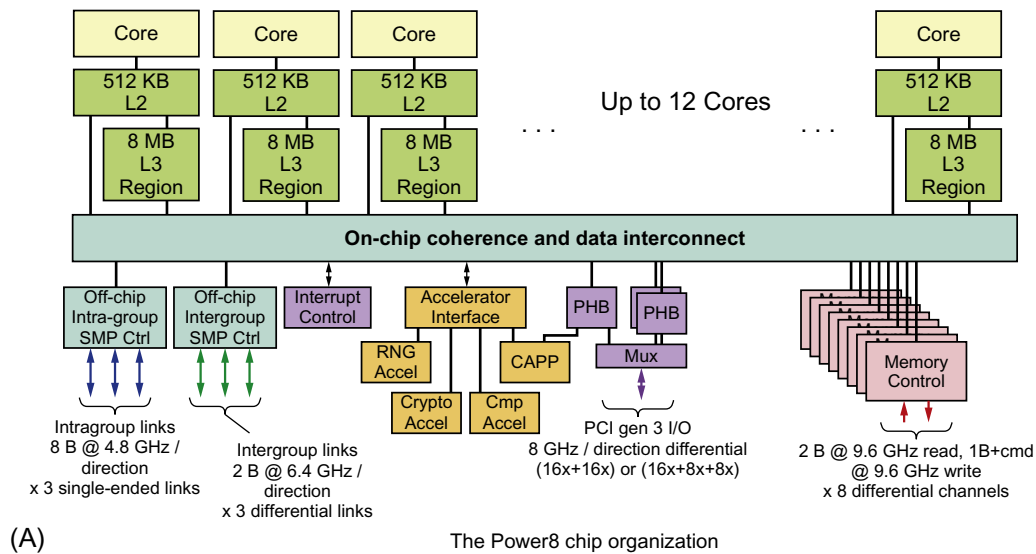 Core
Core
Core
Core
512 KB
L2
512 KB
L2
512 KB
L2
512 KB
L2
Up to 12 Cores
. . .
. . .
8 MB
L3
Region
8 MB
L3
Region
8 MB
L3
Region
8 MB
L3
Region
On-chip coherence and data interconnect
Off-chip
Intra-group
SMP Ctrl
Off-chip
Intergroup
SMP Ctrl
Interrupt
Control
Accelerator
Interface
PHB
PHB
Memory
Control
RNG
Accel
CAPP
Mux
Crypto
Accel
Cmp
Accel
Intragroup links
8 B @ 4.8 GHz /
direction
x 3 single-ended links
Intergroup links
2 B @ 6.4 GHz /
direction
x 3 differential links
PCI gen 3 I/O
8 GHz / direction differential
(16x+16x) or (16x+8x+8x)
2 B @ 9.6 GHz read, 1B+cmd
@ 9.6 GHz write
x 8 differential channels
(A)
The Power8 chip organization